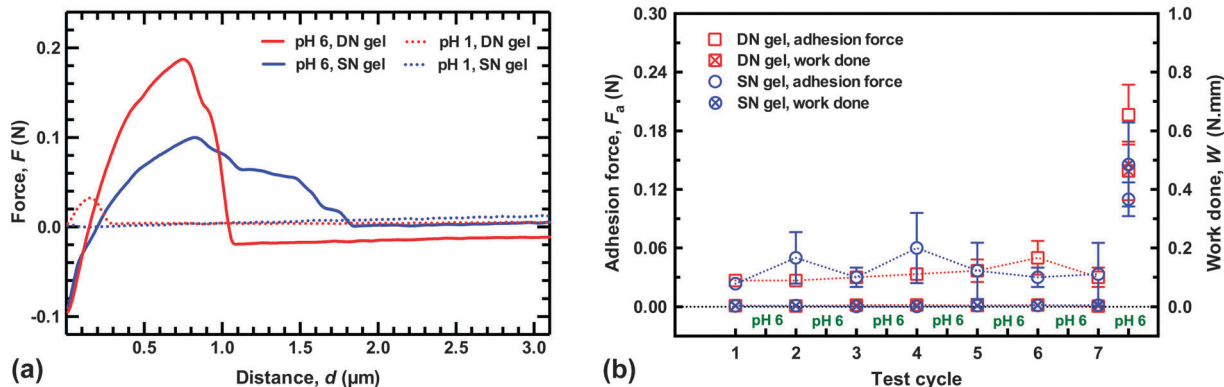 0.2
0.1
0.0
-0.1
Force, F (N)
pH 6, DN gel
pH 6, SN gel
pH 1, DN gel
pH 1, SN gel
0.5 1.0 1.5 2.0 2.5 3.0
Distance, d (μm)
(a)
0.30
0.24
0.18
0.12
0.06
0.00
Adhesion force, Fa (N)
DN gel, adhesion force
DN gel, work done
SN gel, adhesion force
SN gel, work done
1.0
0.8
0.6
0.4
0.2
0.0
Work done, W (N.mm)
pH 6 pH 6 pH 6 pH 6 pH 6 pH 6 pH 6
1 2 3 4 5 6 7
Test cycle
(b)